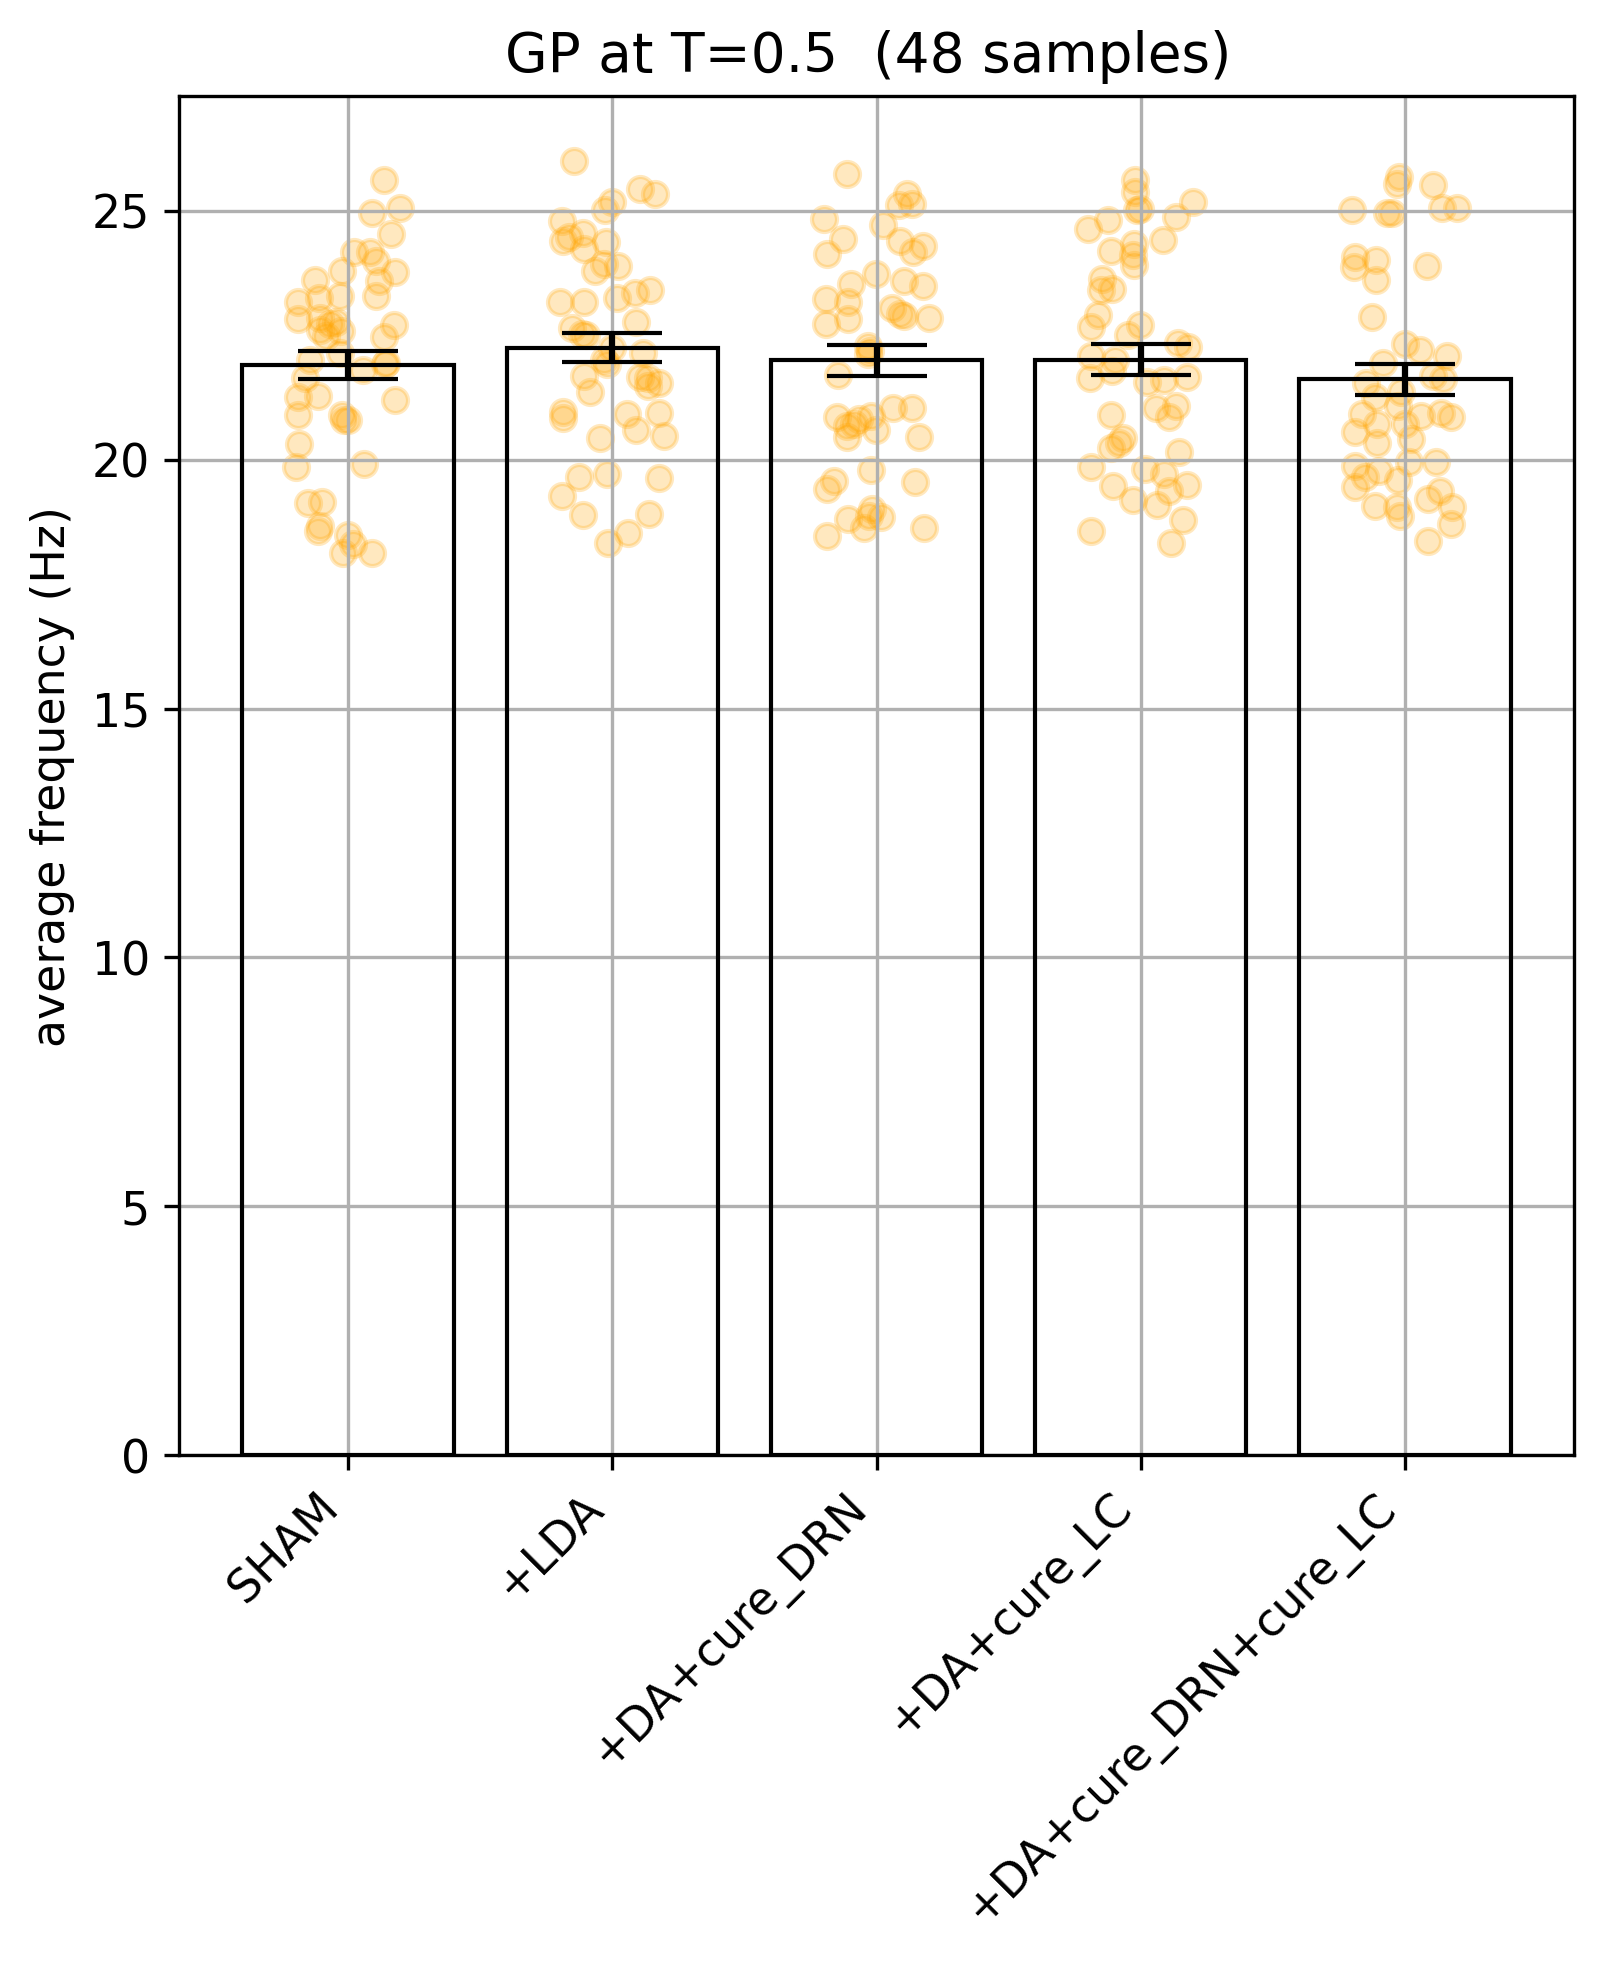 GP at T=0.5  (48 samples)
average frequency (Hz)
25
20
15
10
5
0
SHAM
+LDA
+DA+cure_DRN
+DA+cure_LC
+DA+cure_DRN+cure_LC